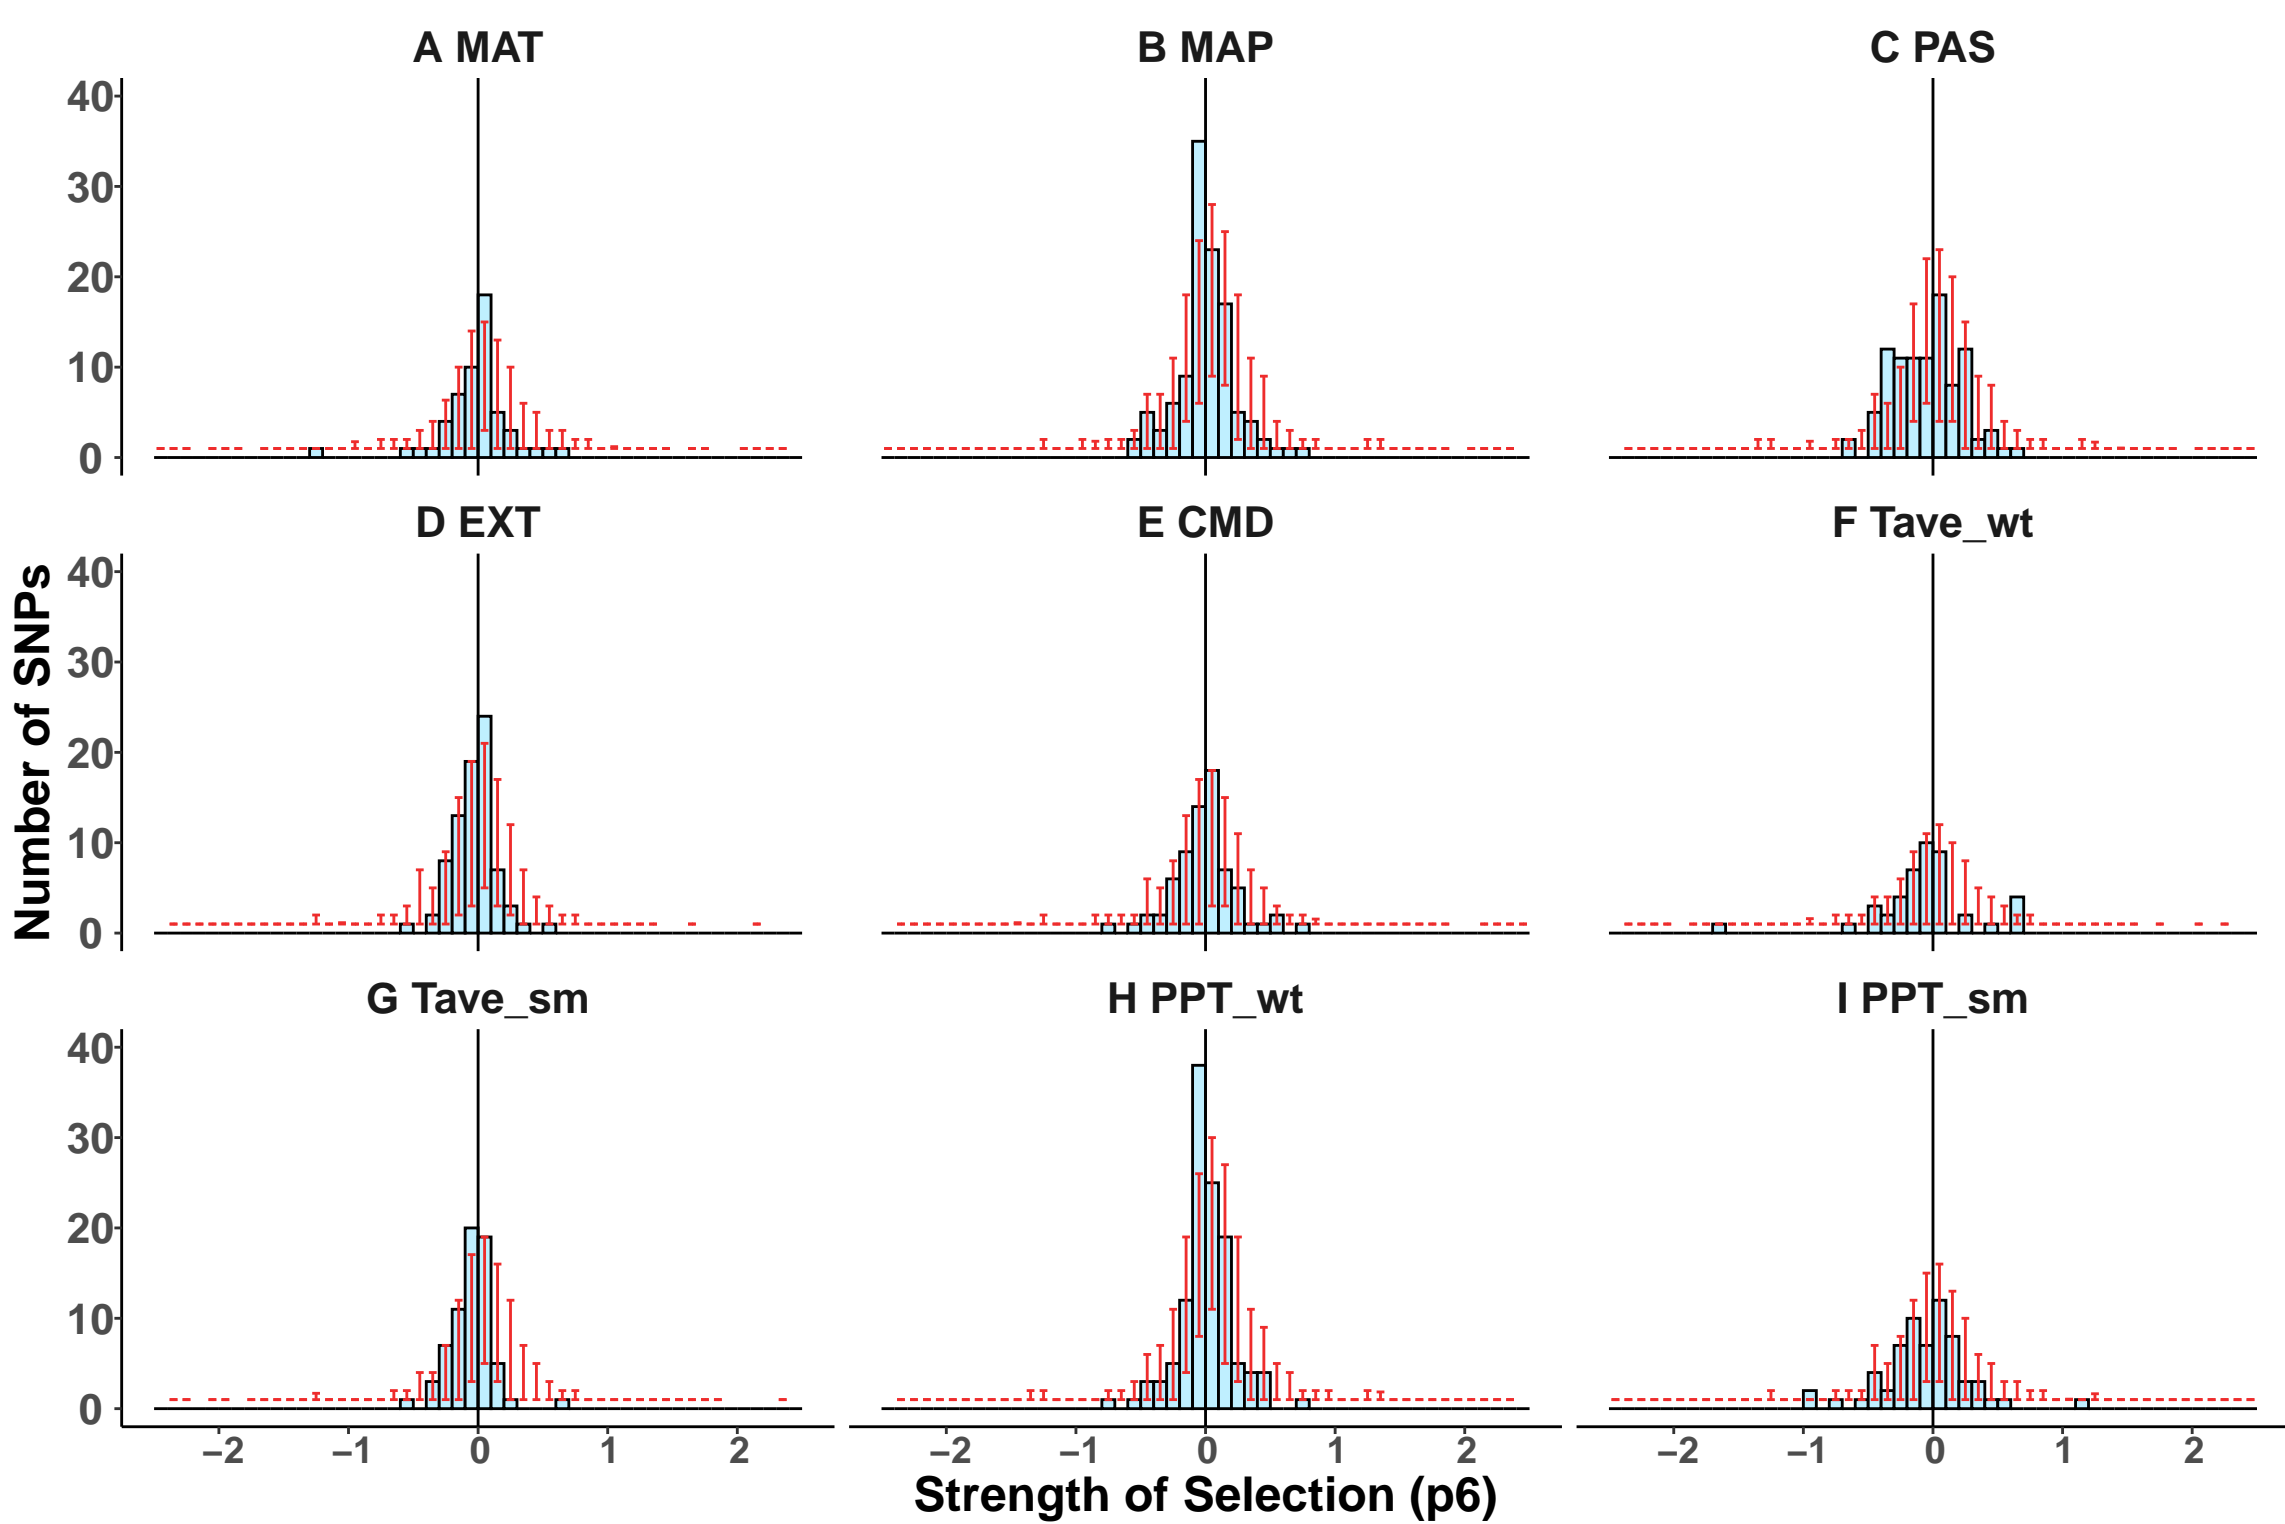 A MAT
B MAP
C PAS
40
30
20
10
0
D EXT
E CMD
F Tave_wt
40
30
20
10
0
Number of SNPs
G Tave_sm
H PPT_wt
I PPT_sm
40
30
20
10
0
−2 −1 0 1 2
−2 −1 0 1 2
−2 −1 0 1 2
Strength of Selection (p6)